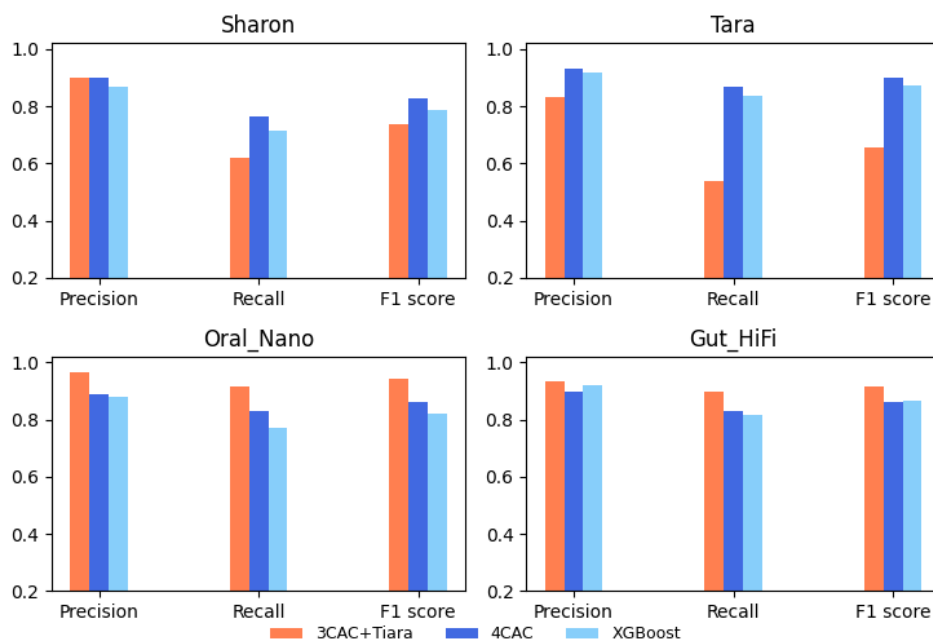 Sharon
1.0
0.8
0.6
0.4
0.2
Precision Recall F1 score
Tara
1.0
0.8
0.6
0.4
0.2
Precision Recall F1 score
Oral_Nano
1.0
0.8
0.6
0.4
0.2
Precision Recall F1 score
Gut_HiFi
1.0
0.8
0.6
0.4
0.2
Precision Recall F1 score
3CAC+Tiara 4CAC XGBoost